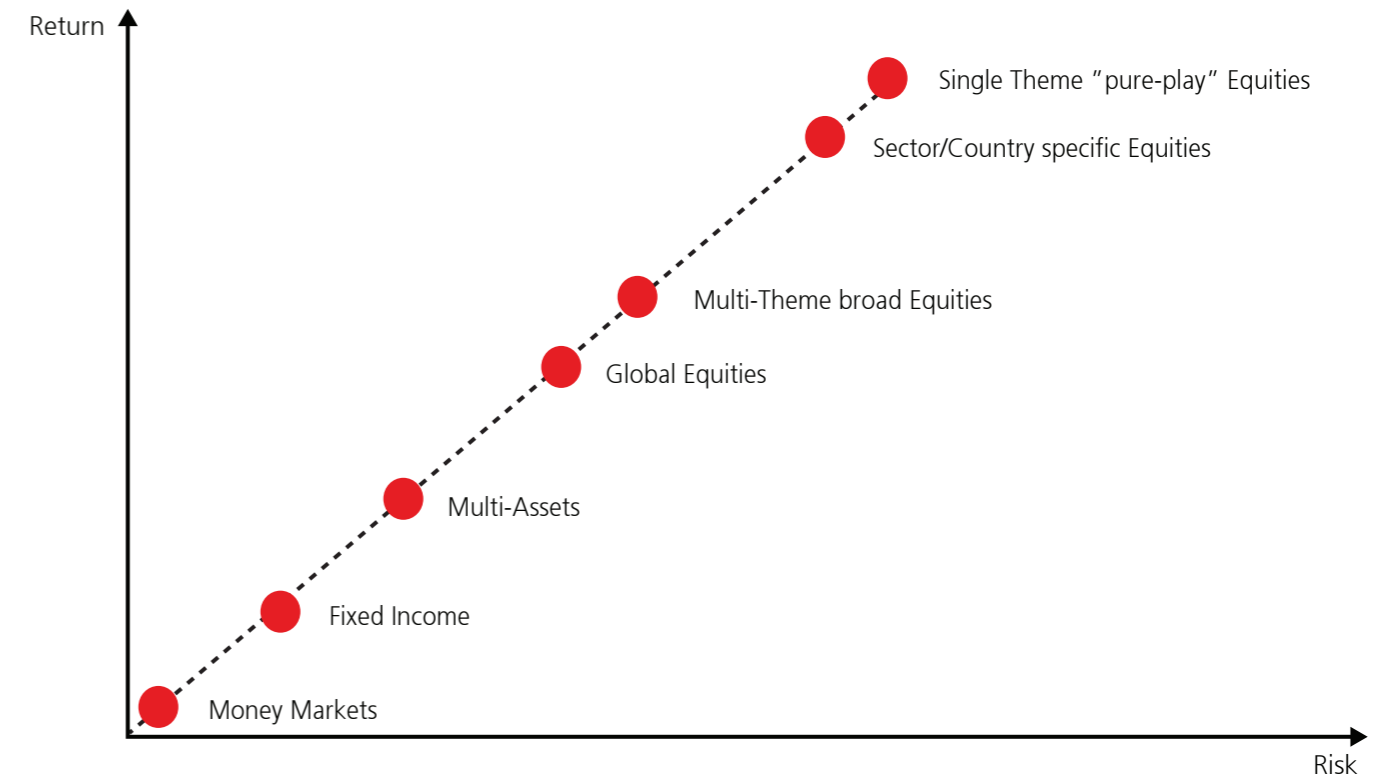 Return
Single Theme "pure-play" Equities
Sector/Country specific Equities
Multi-Theme broad Equities
Global Equities
Multi-Assets
Fixed Income
Money Markets
Risk